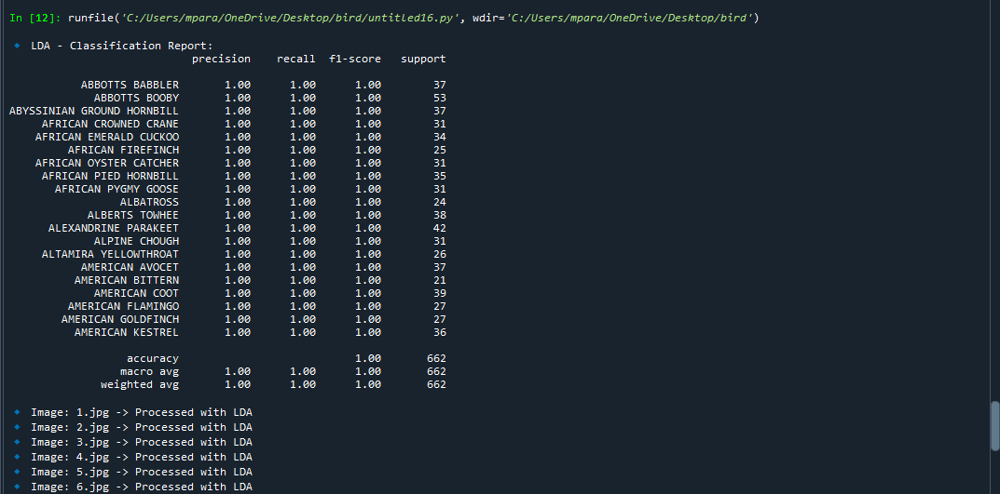 In [12]: runfile('C:/Users/mpara/OneDrive/Desktop/bird/untitled16.py', wdir='C:/Users/mpara/OneDrive/Desktop/bird')
🔹 LDA - Classification Report:
precision recall f1-score support
ABBOTTS BABBLER 1.00 1.00 1.00 37
ABBOTTS BOOBY 1.00 1.00 1.00 53
ABYSSINIAN GROUND HORNBILL 1.00 1.00 1.00 37
AFRICAN CROWNED CRANE 1.00 1.00 1.00 31
AFRICAN EMERALD CUCKOO 1.00 1.00 1.00 34
AFRICAN FIREFINCH 1.00 1.00 1.00 25
AFRICAN OYSTER CATCHER 1.00 1.00 1.00 31
AFRICAN PIED HORNBILL 1.00 1.00 1.00 35
AFRICAN PYGMY GOOSE 1.00 1.00 1.00 31
ALBATROSS 1.00 1.00 1.00 24
ALBERTS TOWHEE 1.00 1.00 1.00 38
ALEXANDRINE PARAKEET 1.00 1.00 1.00 42
ALPINE CHOUGH 1.00 1.00 1.00 31
ALTAMIRA YELLOWTHROAT 1.00 1.00 1.00 26
AMERICAN AVOCET 1.00 1.00 1.00 37
AMERICAN BITTERN 1.00 1.00 1.00 21
AMERICAN COOT 1.00 1.00 1.00 39
AMERICAN FLAMINGO 1.00 1.00 1.00 27
AMERICAN GOLDFINCH 1.00 1.00 1.00 27
AMERICAN KESTREL 1.00 1.00 1.00 36
accuracy 1.00 662
macro avg 1.00 1.00 1.00 662
weighted avg 1.00 1.00 1.00 662
🔹 Image: 1.jpg -> Processed with LDA
🔹 Image: 2.jpg -> Processed with LDA
🔹 Image: 3.jpg -> Processed with LDA
🔹 Image: 4.jpg -> Processed with LDA
🔹 Image: 5.jpg -> Processed with LDA
🔹 Image: 6.jpg -> Processed with LDA